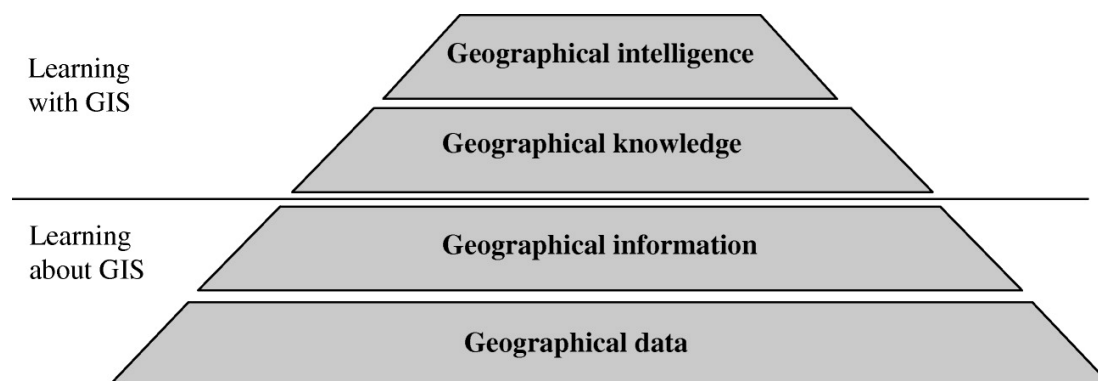 Learning
with GIS
Geographical intelligence
Geographical knowledge
Learning
about GIS
Geographical information
Geographical data